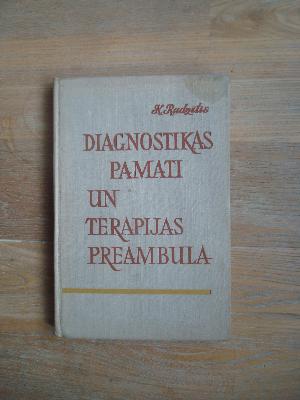 K. Rudzītis
DIAGNOSTIKAS
PAMATI
UN
TERAPIJAS
PREAMBULA